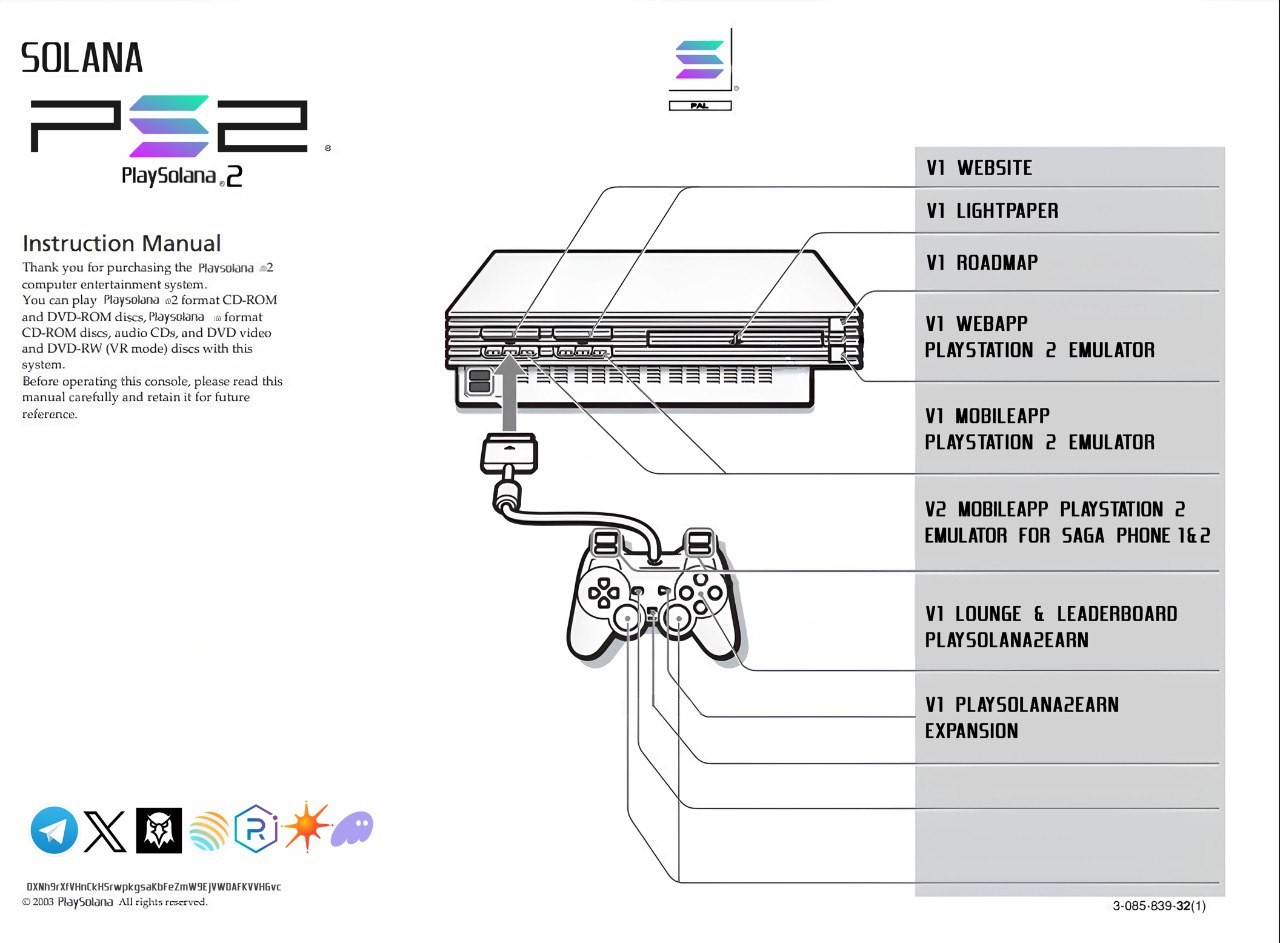 SOLANA
PS2
®
PlaySolana ®2
PAL
®
Instruction Manual
Thank you for purchasing the Playsolana ®2
computer entertainment system.
You can play Playsolana ®2 format CD-ROM
and DVD-ROM discs, Playsolana ® format
CD-ROM discs, audio CDs, and DVD video
and DVD-RW (VR mode) discs with this
system.
Before operating this console, please read this
manual carefully and retain it for future
reference.
V1 WEBSITE
V1 LIGHTPAPER
V1 ROADMAP
V1 WEBAPP
PLAYSTATION 2 EMULATOR
V1 MOBILEAPP
PLAYSTATION 2 EMULATOR
V2 MOBILEAPP PLAYSTATION 2
EMULATOR FOR SAGA PHONE 1&2
V1 LOUNGE & LEADERBOARD
PLAYSOLANA2EARN
V1 PLAYSOLANA2EARN
EXPANSION
© 2003 PlaySolana All rights reserved.
3-085-839-32(1)